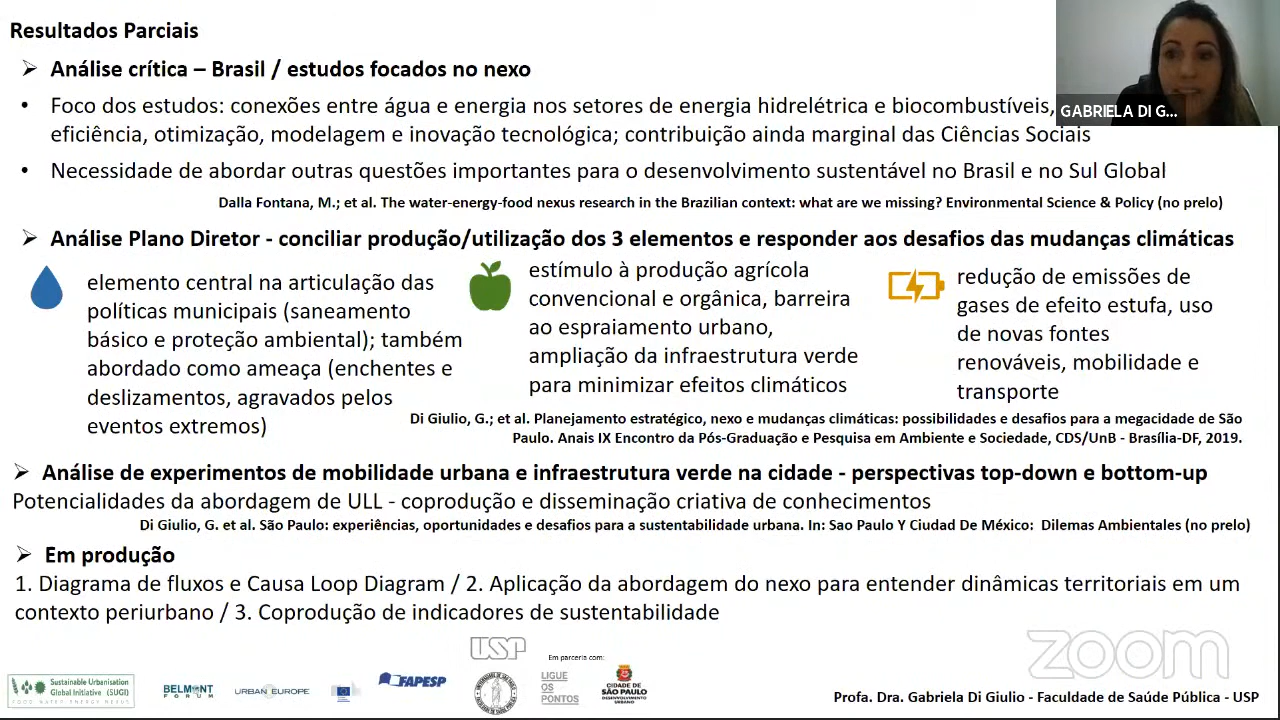 Resultados Parciais
GABRIELA DI G...
➢ Análise crítica – Brasil / estudos focados no nexo
• Foco dos estudos: conexões entre água e energia nos setores de energia hidrelétrica e biocombustíveis,
eficiência, otimização, modelagem e inovação tecnológica; contribuição ainda marginal das Ciências Sociais
• Necessidade de abordar outras questões importantes para o desenvolvimento sustentável no Brasil e no Sul Global
Dalla Fontana, M.; et al. The water-energy-food nexus research in the Brazilian context: what are we missing? Environmental Science & Policy (no prelo)
➢ Análise Plano Diretor - conciliar produção/utilização dos 3 elementos e responder aos desafios das mudanças climáticas
elemento central na articulação das
políticas municipais (saneamento
básico e proteção ambiental); também
abordado como ameaça (enchentes e
deslizamentos, agravados pelos
eventos extremos)
estímulo à produção agrícola
convencional e orgânica, barreira
ao espraiamento urbano,
ampliação da infraestrutura verde
para minimizar efeitos climáticos
redução de emissões de
gases de efeito estufa, uso
de novas fontes
renováveis, mobilidade e
transporte
Di Giulio, G.; et al. Planejamento estratégico, nexo e mudanças climáticas: possibilidades e desafios para a megacidade de São
Paulo. Anais IX Encontro da Pós-Graduação e Pesquisa em Ambiente e Sociedade, CDS/UnB - Brasília-DF, 2019.
➢ Análise de experimentos de mobilidade urbana e infraestrutura verde na cidade - perspectivas top-down e bottom-up
Potencialidades da abordagem de ULL - coprodução e disseminação criativa de conhecimentos
Di Giulio, G. et al. São Paulo: experiências, oportunidades e desafios para a sustentabilidade urbana. In: Sao Paulo Y Ciudad De México: Dilemas Ambientales (no prelo)
➢ Em produção
1. Diagrama de fluxos e Causa Loop Diagram / 2. Aplicação da abordagem do nexo para entender dinâmicas territoriais em um
contexto periurbano / 3. Coprodução de indicadores de sustentabilidade
Sustainable Urbanisation
Global Initiative (SUGI)
FOOD WATER ENERGY NEXUS
BELMONT
FORUM
URBAN EUROPE
FAPESP
USP
Em parceria com:
LIGUE
OS
PONTOS
CIDADE DE
SÃO PAULO
DESENVOLVIMENTO
URBANO
zoom
Profa. Dra. Gabriela Di Giulio - Faculdade de Saúde Pública - USP